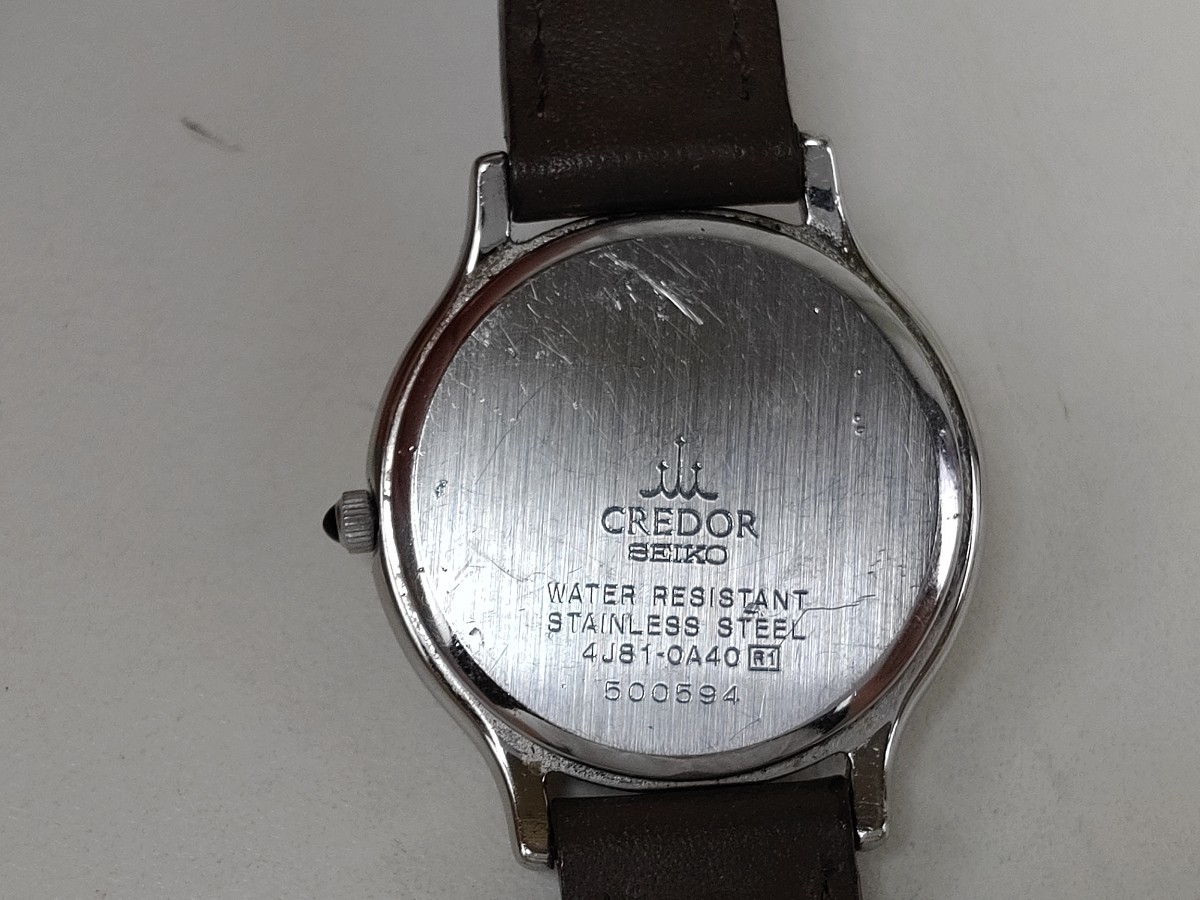 CREDOR
SEIKO
WATER RESISTANT
STAINLESS STEEL
4J81-0A40 R1
500594